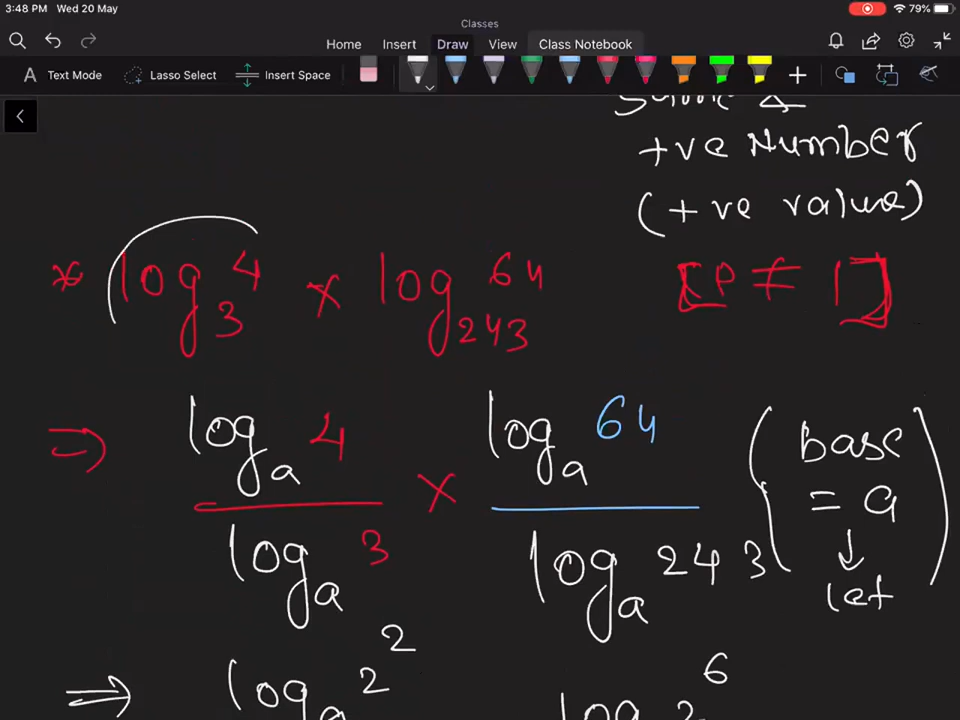 3:48 PM Wed 20 May
79%
Classes
Home Insert Draw View Class Notebook
A Text Mode Lasso Select Insert Space
+ve Number
(+ve value)
* log₃ 4 × log₂₄₃ 64 [P ≠ 1]
⇒ logₐ 4 / logₐ 3 × logₐ 64 / logₐ 243 (base = a ↓ let)
⇒ logₐ 2² log 2⁶